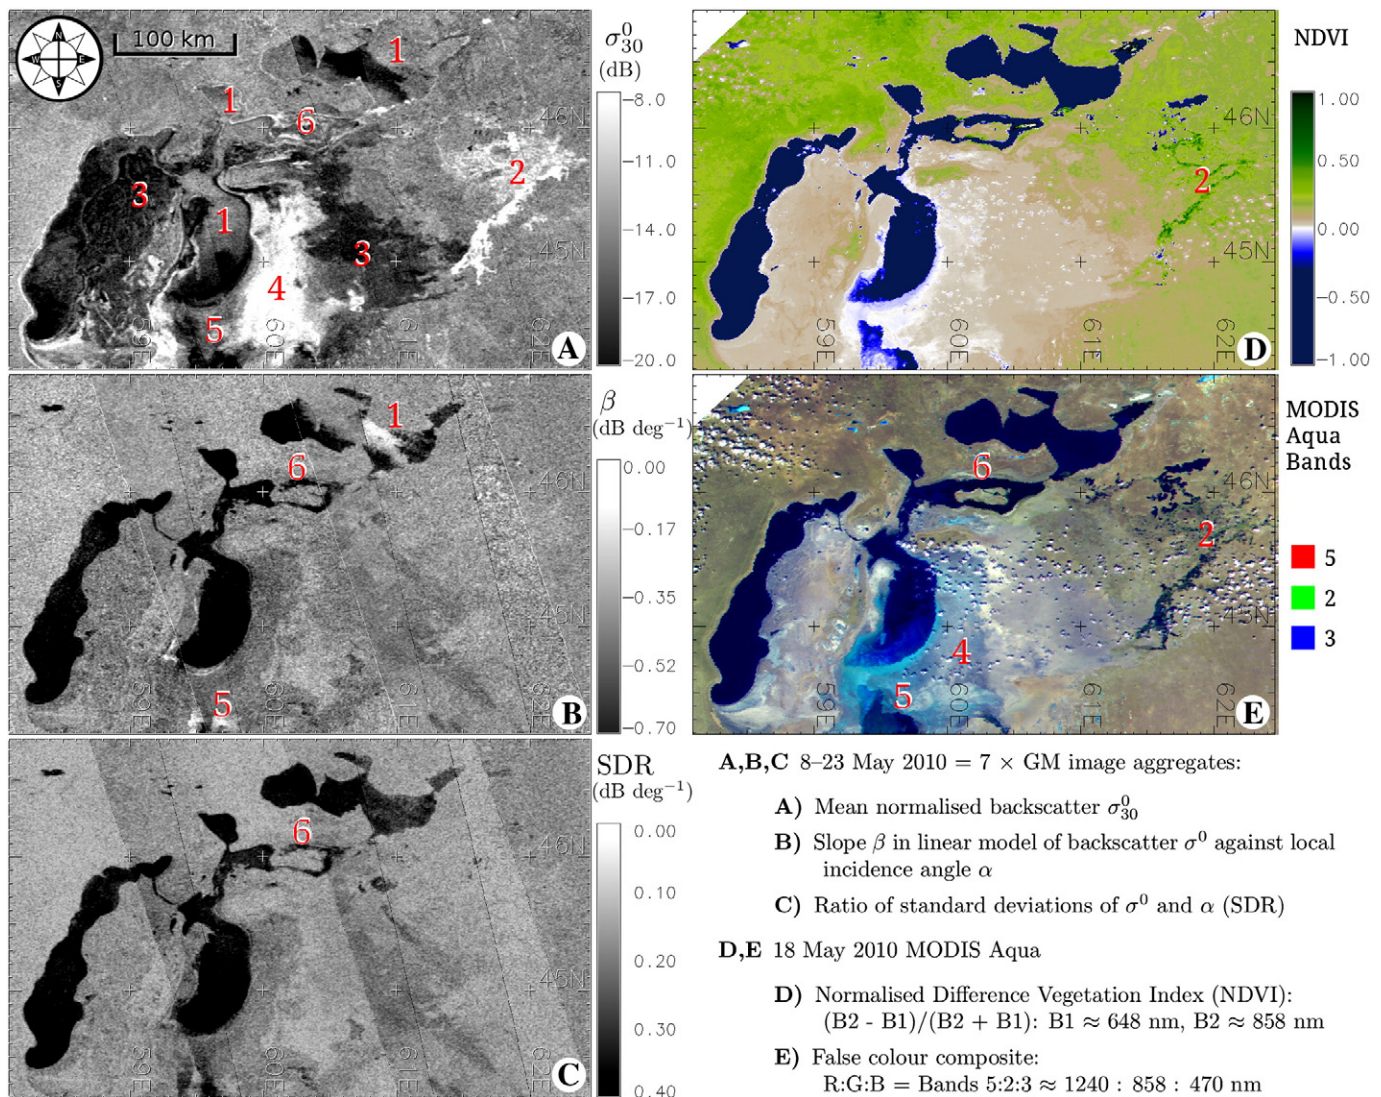 N
W E
S
100 km
1
1
6
2
3
1
3
4
5
46N
45N
59E
60E
61E
62E
A
σ⁰₃₀
(dB)
−8.0
−11.0
−14.0
−17.0
−20.0
2
46N
45N
59E
60E
61E
62E
D
NDVI
1.00
0.50
0.00
−0.50
−1.00
1
6
5
46N
45N
59E
60E
61E
62E
B
β
(dB deg⁻¹)
0.00
−0.17
−0.35
−0.52
−0.70
6
2
4
5
46N
45N
59E
60E
61E
62E
E
MODIS
Aqua
Bands
5
2
3
6
46N
45N
59E
60E
61E
62E
C
SDR
(dB deg⁻¹)
0.00
0.10
0.20
0.30
0.40
A,B,C 8–23 May 2010 = 7 × GM image aggregates:
A) Mean normalised backscatter σ⁰₃₀
B) Slope β in linear model of backscatter σ⁰ against local
incidence angle α
C) Ratio of standard deviations of σ⁰ and α (SDR)
D,E 18 May 2010 MODIS Aqua
D) Normalised Difference Vegetation Index (NDVI):
(B2 - B1)/(B2 + B1): B1 ≈ 648 nm, B2 ≈ 858 nm
E) False colour composite:
R:G:B = Bands 5:2:3 ≈ 1240 : 858 : 470 nm